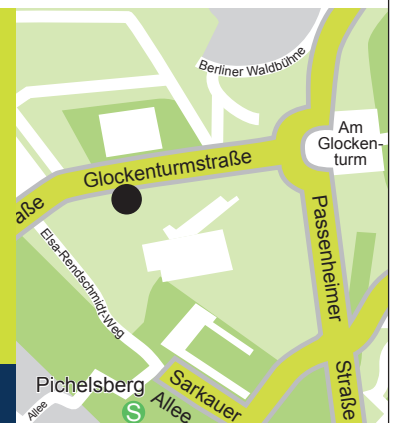 Berliner Waldbühne
Am
Glocken-
turm
Glockenturmstraße
aße
Passenheimer
Straße
Elsa-Rendschmidt-Weg
Pichelsberg
S
Sarkauer
Allee
Allee